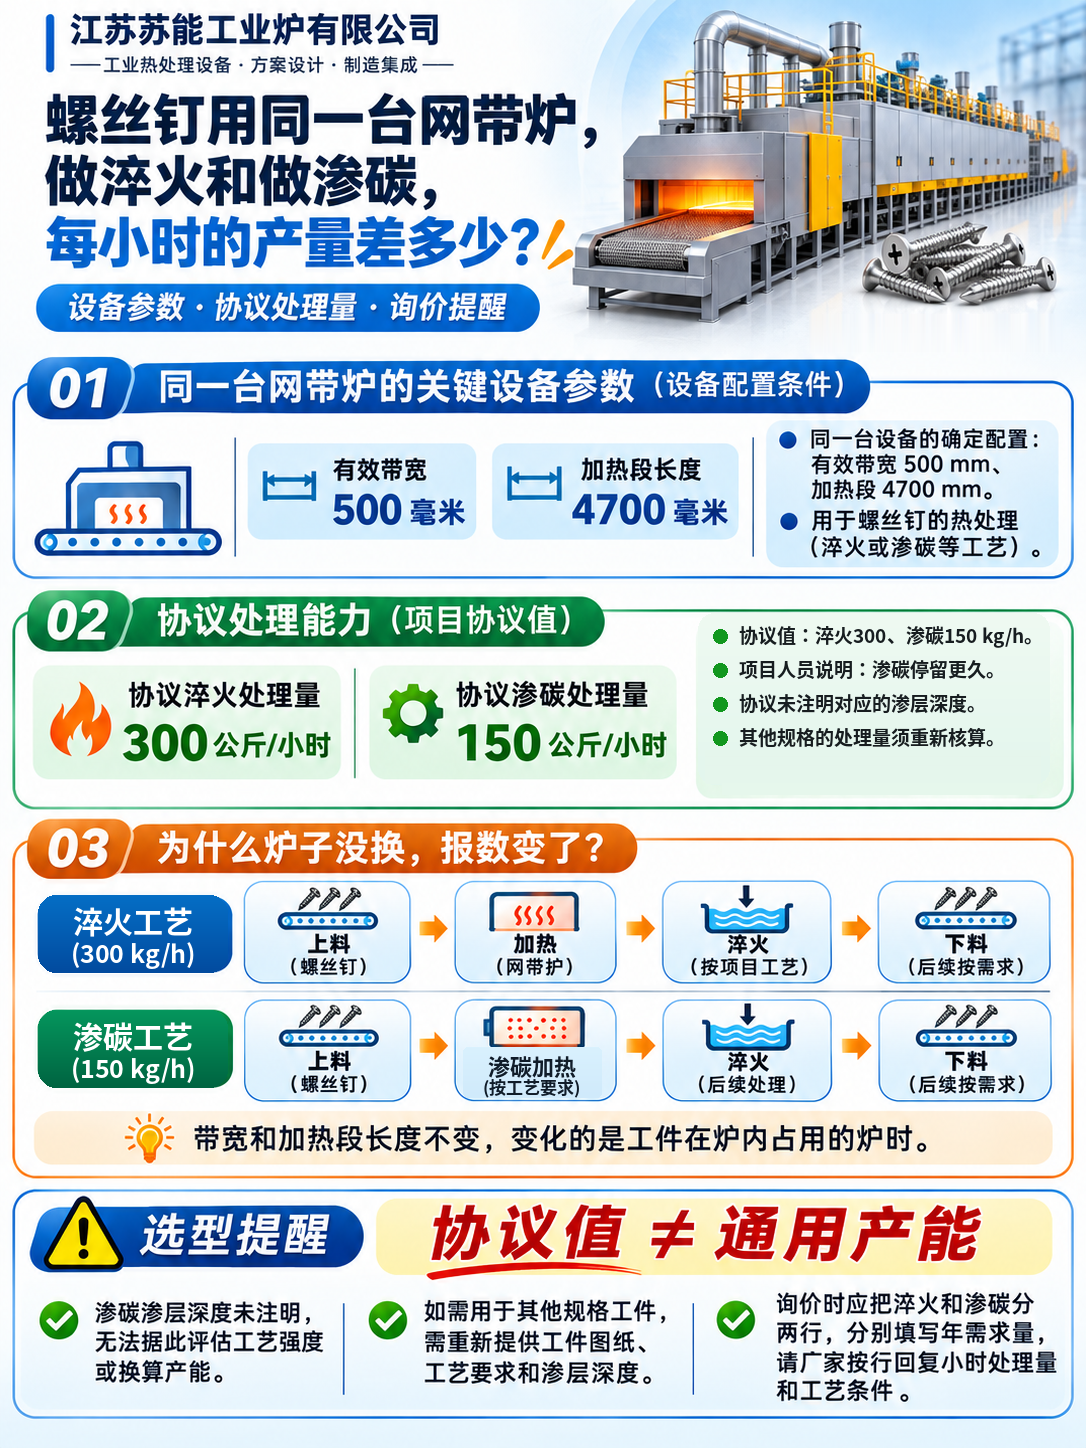 江苏苏能工业炉有限公司
工业热处理设备 · 方案设计 · 制造集成
螺丝钉用同一台网带炉，
做淬火和做渗碳，
每小时的产量差多少？
设备参数 · 协议处理量 · 询价提醒
01 同一台网带炉的关键设备参数（设备配置条件）
有效带宽
500 毫米
加热段长度
4700 毫米
同一台设备的确定配置：
有效带宽 500 mm、
加热段 4700 mm。
用于螺丝钉的热处理
（淬火或渗碳等工艺）。
02 协议处理能力（项目协议值）
协议淬火处理量
300 公斤/小时
协议渗碳处理量
150 公斤/小时
协议值：淬火300、渗碳150 kg/h。
项目人员说明：渗碳停留更久。
协议未注明对应的渗层深度。
其他规格的处理量须重新核算。
03 为什么炉子没换，报数变了？
淬火工艺
(300 kg/h)
上料
（螺丝钉）
加热
（网带护）
淬火
（按项目工艺）
下料
（后续按需求）
渗碳工艺
(150 kg/h)
上料
（螺丝钉）
渗碳加热
(按工艺要求)
淬火
（后续处理）
下料
（后续按需求）
带宽和加热段长度不变，变化的是工件在炉内占用的炉时。
选型提醒
协议值 ≠ 通用产能
渗碳渗层深度未注明，
无法据此评估工艺强度
或换算产能。
如需用于其他规格工件，
需重新提供工件图纸、
工艺要求和渗层深度。
询价时应把淬火和渗碳分
两行，分别填写年需求量，
请厂家按行回复小时处理量
和工艺条件。